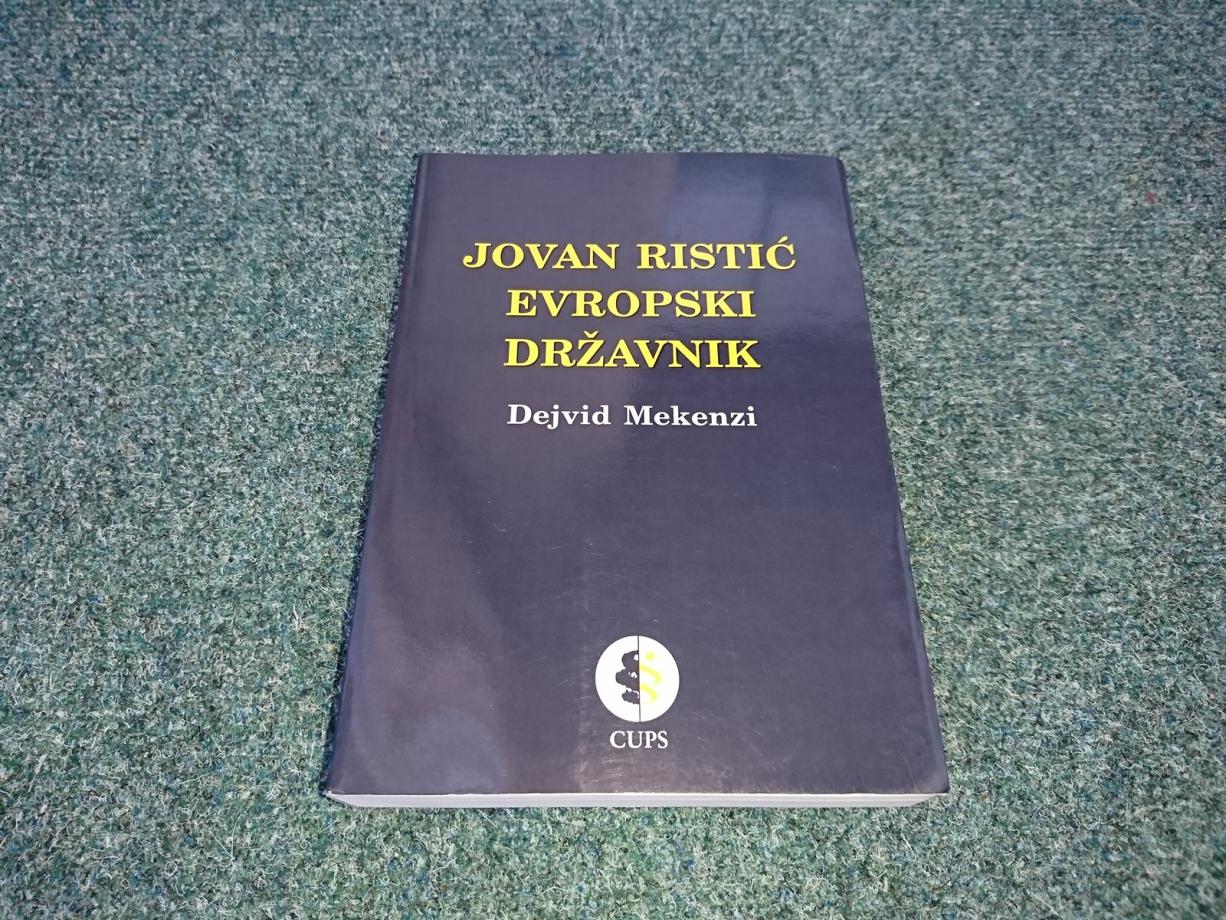 JOVAN RISTIĆ
EVROPSKI
DRŽAVNIK
Dejvid Mekenzi
CUPS